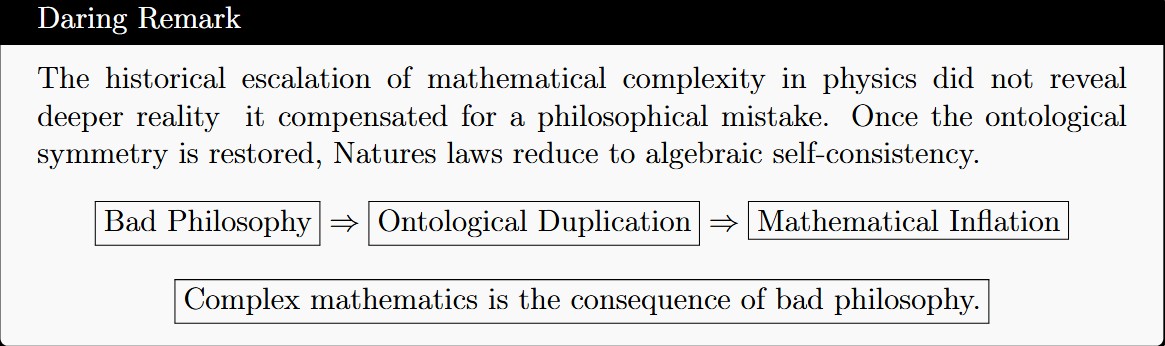 Daring Remark
The historical escalation of mathematical complexity in physics did not reveal
deeper reality it compensated for a philosophical mistake. Once the ontological
symmetry is restored, Natures laws reduce to algebraic self-consistency.
Bad Philosophy ⇒ Ontological Duplication ⇒ Mathematical Inflation
Complex mathematics is the consequence of bad philosophy.